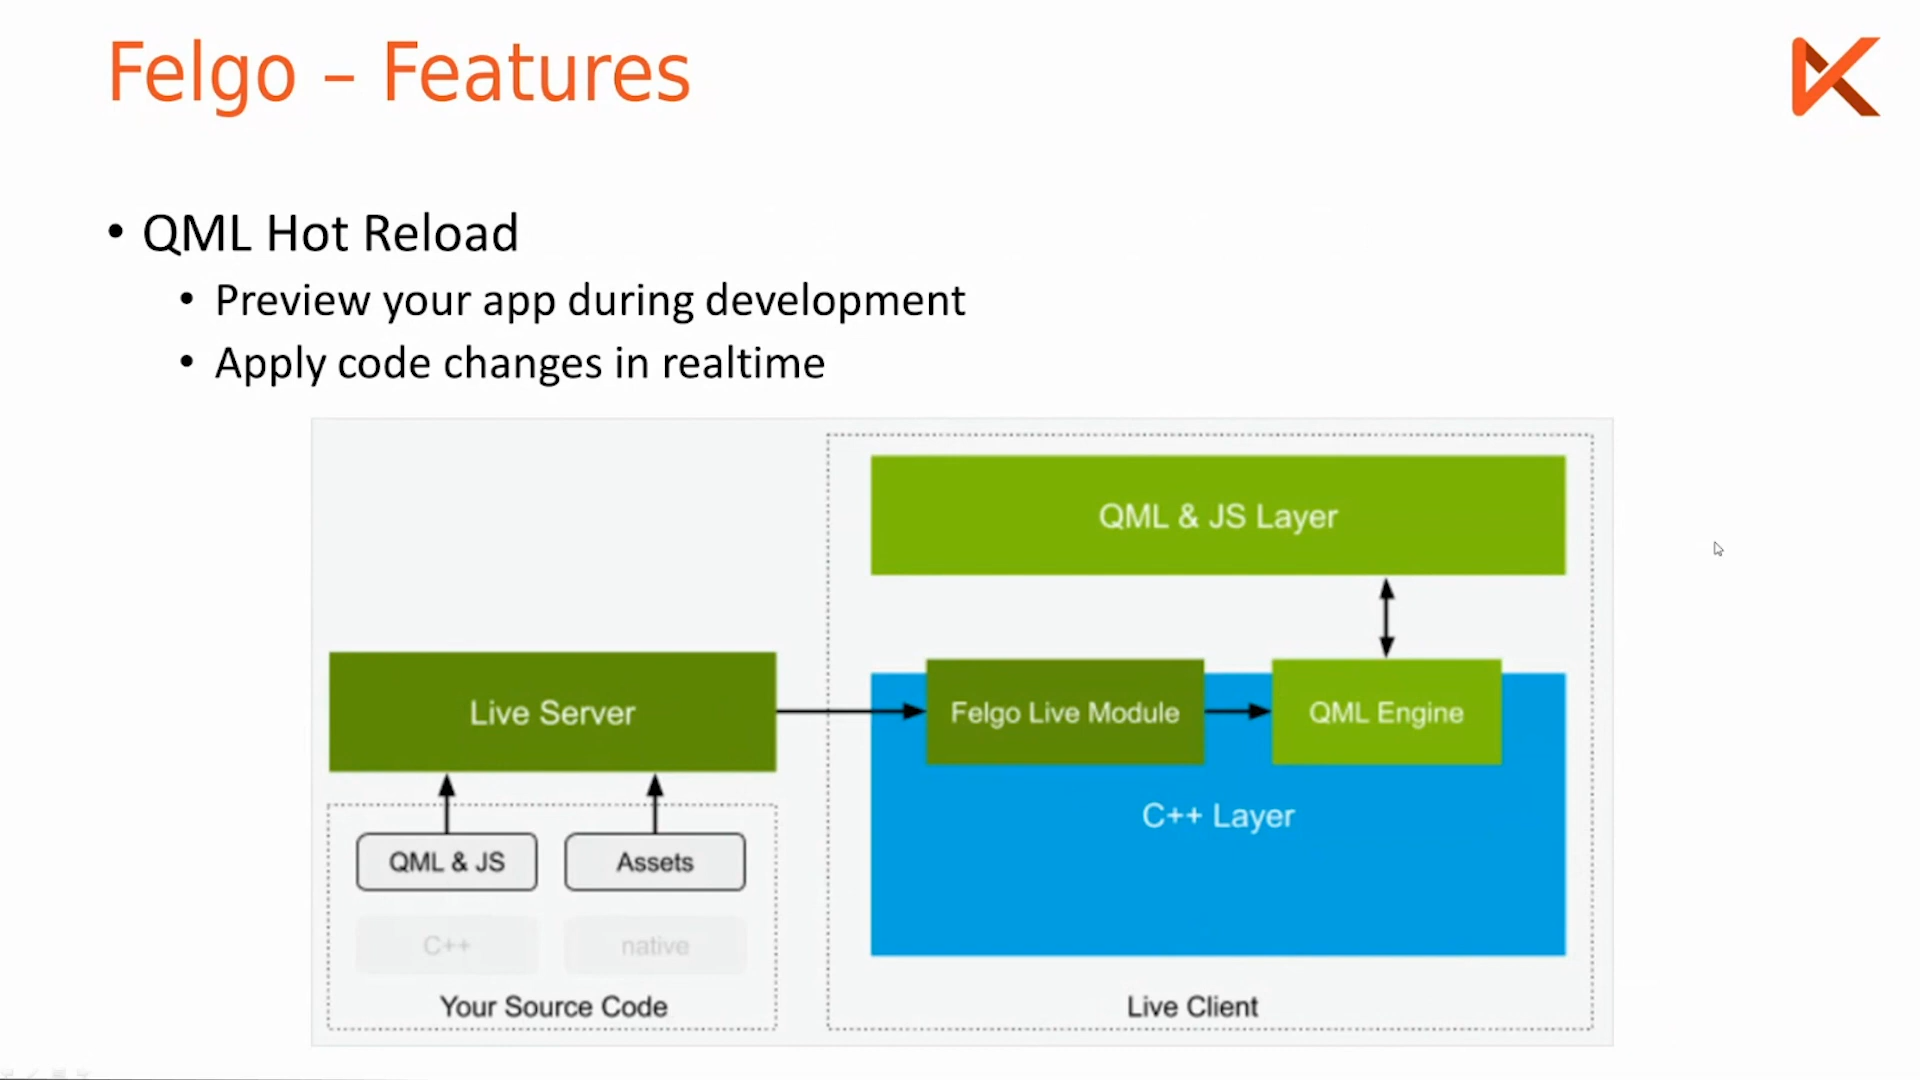 Felgo – Features
• QML Hot Reload
• Preview your app during development
• Apply code changes in realtime
QML & JS Layer
Live Server
Felgo Live Module
QML Engine
C++ Layer
QML & JS
Assets
C++
native
Your Source Code
Live Client